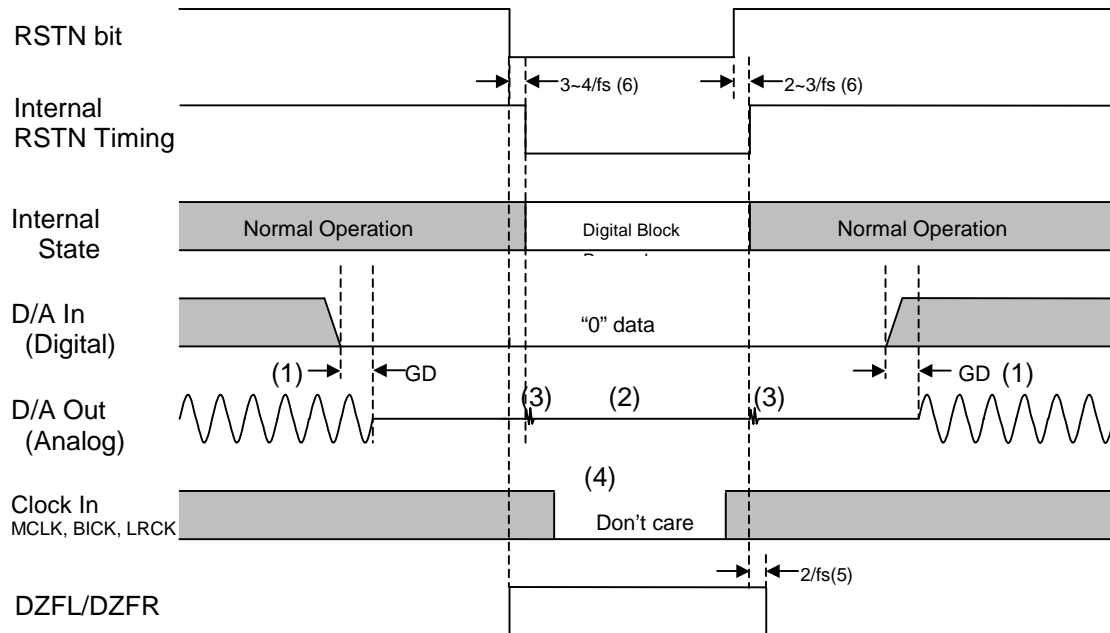 RSTN bit
3~4/fs (6)
2~3/fs (6)
Internal
RSTN Timing
Internal
State
Normal Operation
Digital Block
Normal Operation
D/A In
(Digital)
“0” data
(1)
GD
GD (1)
D/A Out
(Analog)
(3)
(2)
(3)
(4)
Clock In
MCLK, BICK, LRCK
Don’t care
2/fs(5)
DZFL/DZFR